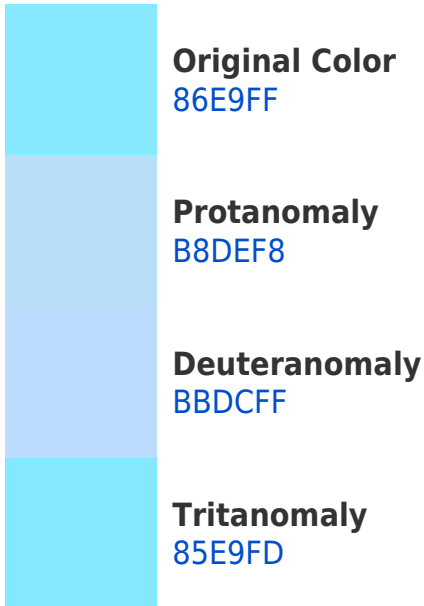 Original Color
86E9FF
Protanomaly
B8DEF8
Deuteranomaly
BBDCFF
Tritanomaly
85E9FD